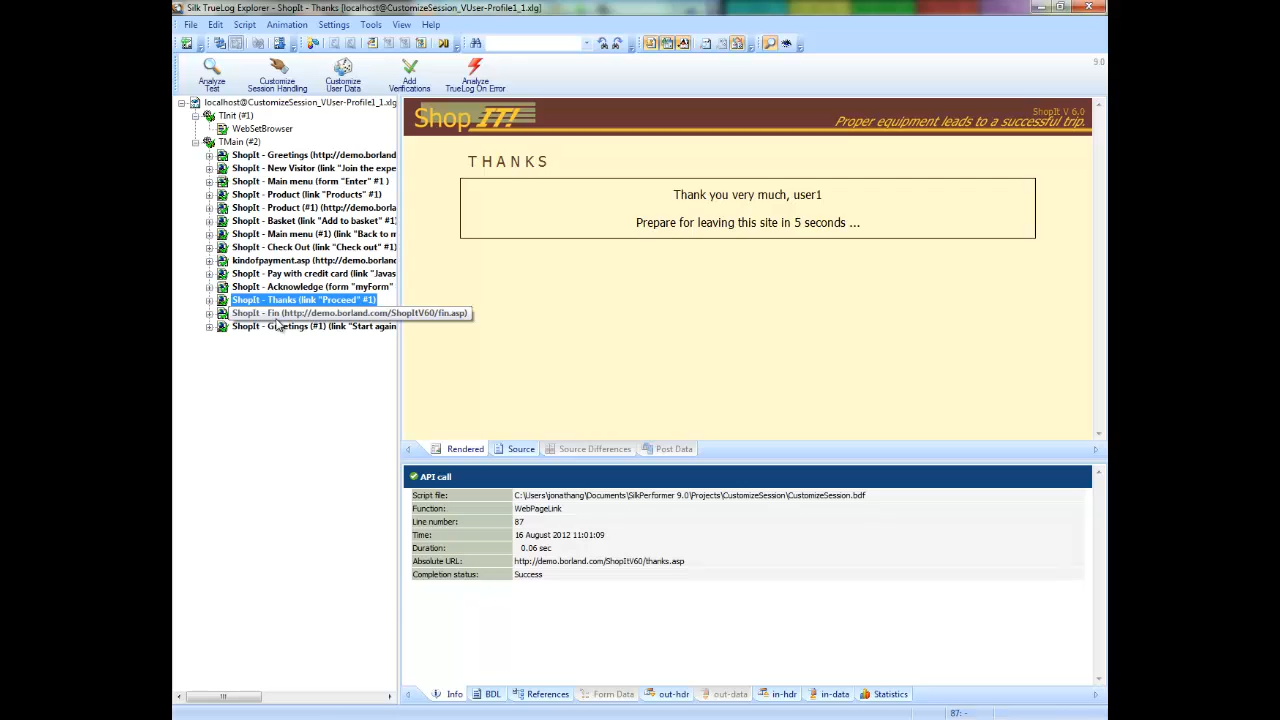 Silk TrueLog Explorer - ShopIt - Thanks [localhost@CustomizeSession_VUser-Profile1_1.xlg]
File Edit Script Animation Settings Tools View Help
Analyze Test
Customize Session Handling
Customize User Data
Add Verifications
Analyze TrueLog On Error
9.0
localhost@CustomizeSession_VUser-Profile1_1.xlg
TInit (#1)
WebSetBrowser
TMain (#2)
ShopIt - Greetings (http://demo.borland
ShopIt - New Visitor (link "Join the expe
ShopIt - Main menu (form "Enter" #1 )
ShopIt - Product (link "Products" #1)
ShopIt - Product (#1) (http://demo.borla
ShopIt - Basket (link "Add to basket" #1
ShopIt - Main menu (#1) (link "Back to m
ShopIt - Check Out (link "Check out" #1)
kindofpayment.asp (http://demo.borland
ShopIt - Pay with credit card (link "Javas
ShopIt - Acknowledge (form "myForm"
ShopIt - Thanks (link "Proceed" #1)
ShopIt - Fin (http://demo.borland.com/ShopItV60/fin.asp)
ShopIt - Greetings (#1) (link "Start again
Shop IT!
ShopIt V 6.0
Proper equipment leads to a successful trip.
THANKS
Thank you very much, user1
Prepare for leaving this site in 5 seconds ...
Rendered Source Source Differences Post Data
API call
Script file: C:\Users\jonathang\Documents\SilkPerformer 9.0\Projects\CustomizeSession\CustomizeSession.bdf
Function: WebPageLink
Line number: 87
Time: 16 August 2012 11:01:09
Duration: 0.06 sec
Absolute URL: http://demo.borland.com/ShopItV60/thanks.asp
Completion status: Success
Info BDL References Form Data out-hdr out-data in-hdr in-data Statistics
87: -